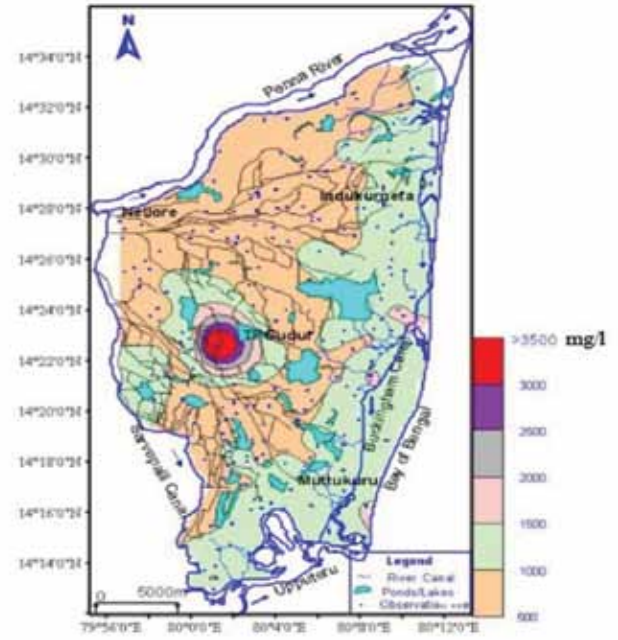 N
14°34'0"N
14°32'0"N
14°30'0"N
14°28'0"N
14°26'0"N
14°24'0"N
14°22'0"N
14°20'0"N
14°18'0"N
14°16'0"N
14°14'0"N
Penna River
Indukurpeta
Nellore
Gudur
Buckingham Canal
Bay of Bengal
Sarvepali Canal
Muttukuru
Upputeru
>3500 mg/l
3000
2500
2000
1500
1000
500
Legend
River Canal
Ponds/Lakes
0 5000m
79°56'0"E
80°0'0"E
80°4'0"E
80°8'0"E
80°12'0"E